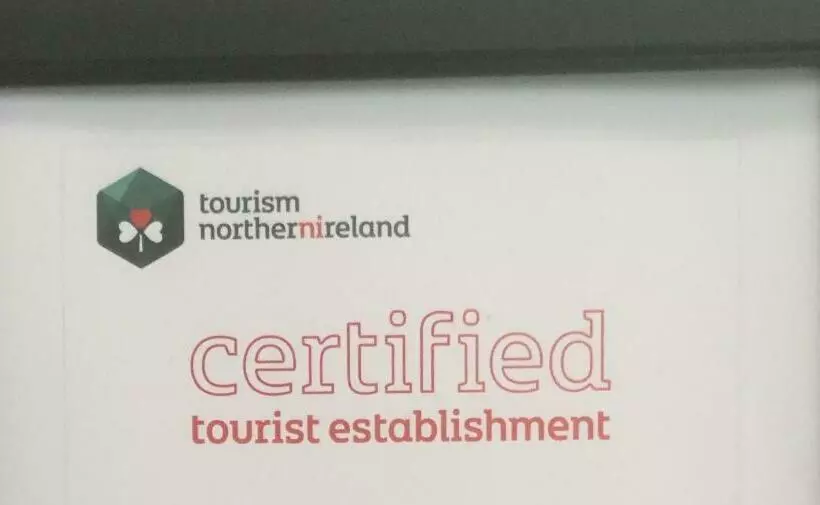 tourism
northernireland
certified
tourist establishment